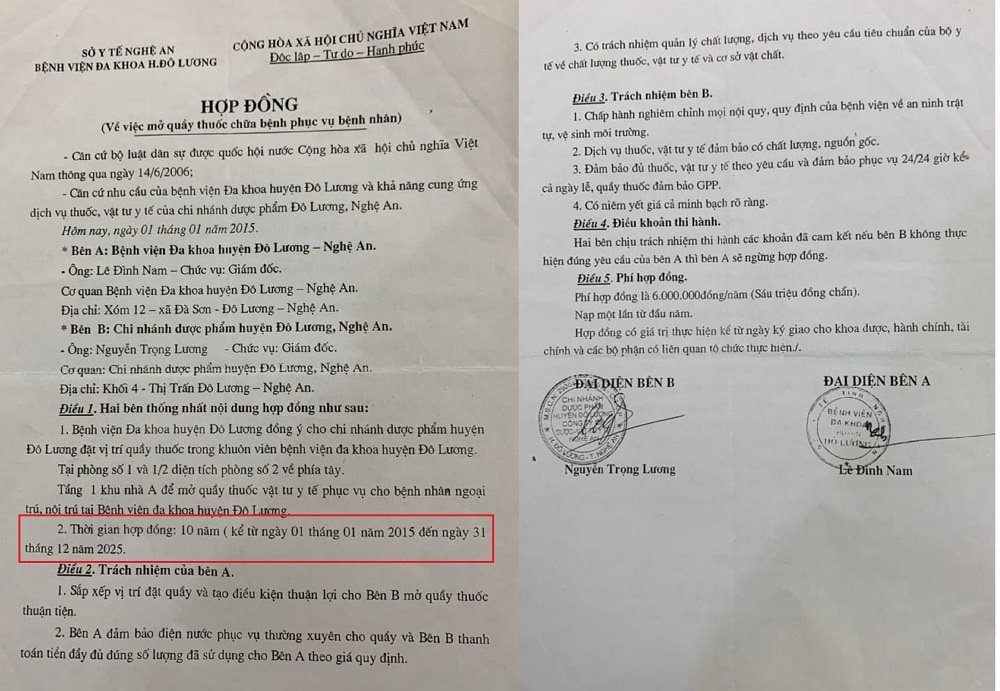 SỞ Y TẾ NGHỆ AN
BỆNH VIỆN ĐA KHOA H.ĐÔ LƯƠNG
CỘNG HÒA XÃ HỘI CHỦ NGHĨA VIỆT NAM
Độc lập – Tự do – Hạnh phúc
HỢP ĐỒNG
(Về việc mở quầy thuốc chữa bệnh phục vụ bệnh nhân)
- Căn cứ bộ luật dân sự được quốc hội nước Cộng hòa xã hội chủ nghĩa Việt
Nam thông qua ngày 14/6/2006;
- Căn cứ nhu cầu của bệnh viện Đa khoa huyện Đô Lương và khả năng cung ứng
dịch vụ thuốc, vật tư y tế của chi nhánh dược phẩm Đô Lương, Nghệ An.
Hôm nay, ngày 01 tháng 01 năm 2015.
* Bên A: Bệnh viện Đa khoa huyện Đô Lương – Nghệ An.
- Ông: Lê Đình Nam – Chức vụ: Giám đốc.
Cơ quan Bệnh viện Đa khoa huyện Đô Lương – Nghệ An.
Địa chỉ: Xóm 12 – xã Đà Sơn - Đô Lương – Nghệ An.
* Bên B: Chi nhánh dược phẩm huyện Đô Lương, Nghệ An.
- Ông: Nguyễn Trọng Lương - Chức vụ: Giám đốc.
Cơ quan: Chi nhánh dược phẩm huyện Đô Lương, Nghệ An.
Địa chỉ: Khối 4 - Thị Trấn Đô Lương – Nghệ An.
Điều 1. Hai bên thống nhất nội dung hợp đồng như sau:
1. Bệnh viện Đa khoa huyện Đô Lương đồng ý cho chi nhánh dược phẩm huyện
Đô Lương đặt vị trí quầy thuốc trong khuôn viên bệnh viện đa khoa huyện Đô Lương.
Tại phòng số 1 và 1/2 diện tích phòng số 2 về phía tây.
Tầng 1 khu nhà A để mở quầy thuốc vật tư y tế phục vụ cho bệnh nhân ngoại
trú, nội trú tại Bệnh viện đa khoa huyện Đô Lương.
2. Thời gian hợp đồng: 10 năm ( kể từ ngày 01 tháng 01 năm 2015 đến ngày 31
tháng 12 năm 2025.
Điều 2. Trách nhiệm của bên A.
1. Sắp xếp vị trí đặt quầy và tạo điều kiện thuận lợi cho Bên B mở quầy thuốc
thuận tiện.
2. Bên A đảm bảo điện nước phục vụ thường xuyên cho quầy và Bên B thanh
toán tiền đầy đủ đúng số lượng đã sử dụng cho Bên A theo giá quy định.
3. Có trách nhiệm quản lý chất lượng, dịch vụ theo yêu cầu tiêu chuẩn của bộ y
tế về chất lượng thuốc, vật tư y tế và cơ sở vật chất.
Điều 3. Trách nhiệm bên B.
1. Chấp hành nghiêm chỉnh mọi nội quy, quy định của bệnh viện về an ninh trật
tự, vệ sinh môi trường.
2. Dịch vụ thuốc, vật tư y tế đảm bảo có chất lượng, nguồn gốc.
3. Đảm bảo đủ thuốc, vật tư y tế theo yêu cầu và đảm bảo phục vụ 24/24 giờ kể
cả ngày lễ, quầy thuốc đảm bảo GPP.
4. Có niêm yết giá cả minh bạch rõ ràng.
Điều 4. Điều khoản thi hành.
Hai bên chịu trách nhiệm thi hành các khoản đã cam kết nếu bên B không thực
hiện đúng yêu cầu của bên A thì bên A sẽ ngừng hợp đồng.
Điều 5. Phí hợp đồng.
Phí hợp đồng là 6.000.000đồng/năm (Sáu triệu đồng chẵn).
Nạp một lần từ đầu năm.
Hợp đồng có giá trị thực hiện kể từ ngày ký giao cho khoa dược, hành chính, tài
chính và các bộ phận có liên quan tổ chức thực hiện./.
ĐẠI DIỆN BÊN B
CHI NHÁNH
DƯỢC PHẨM
HUYỆN ĐÔ LƯƠNG
NGHỆ AN
Nguyễn Trọng Lương
ĐẠI DIỆN BÊN A
BỆNH VIỆN
ĐA KHOA
HUYỆN
ĐÔ LƯƠNG
Lê Đình Nam